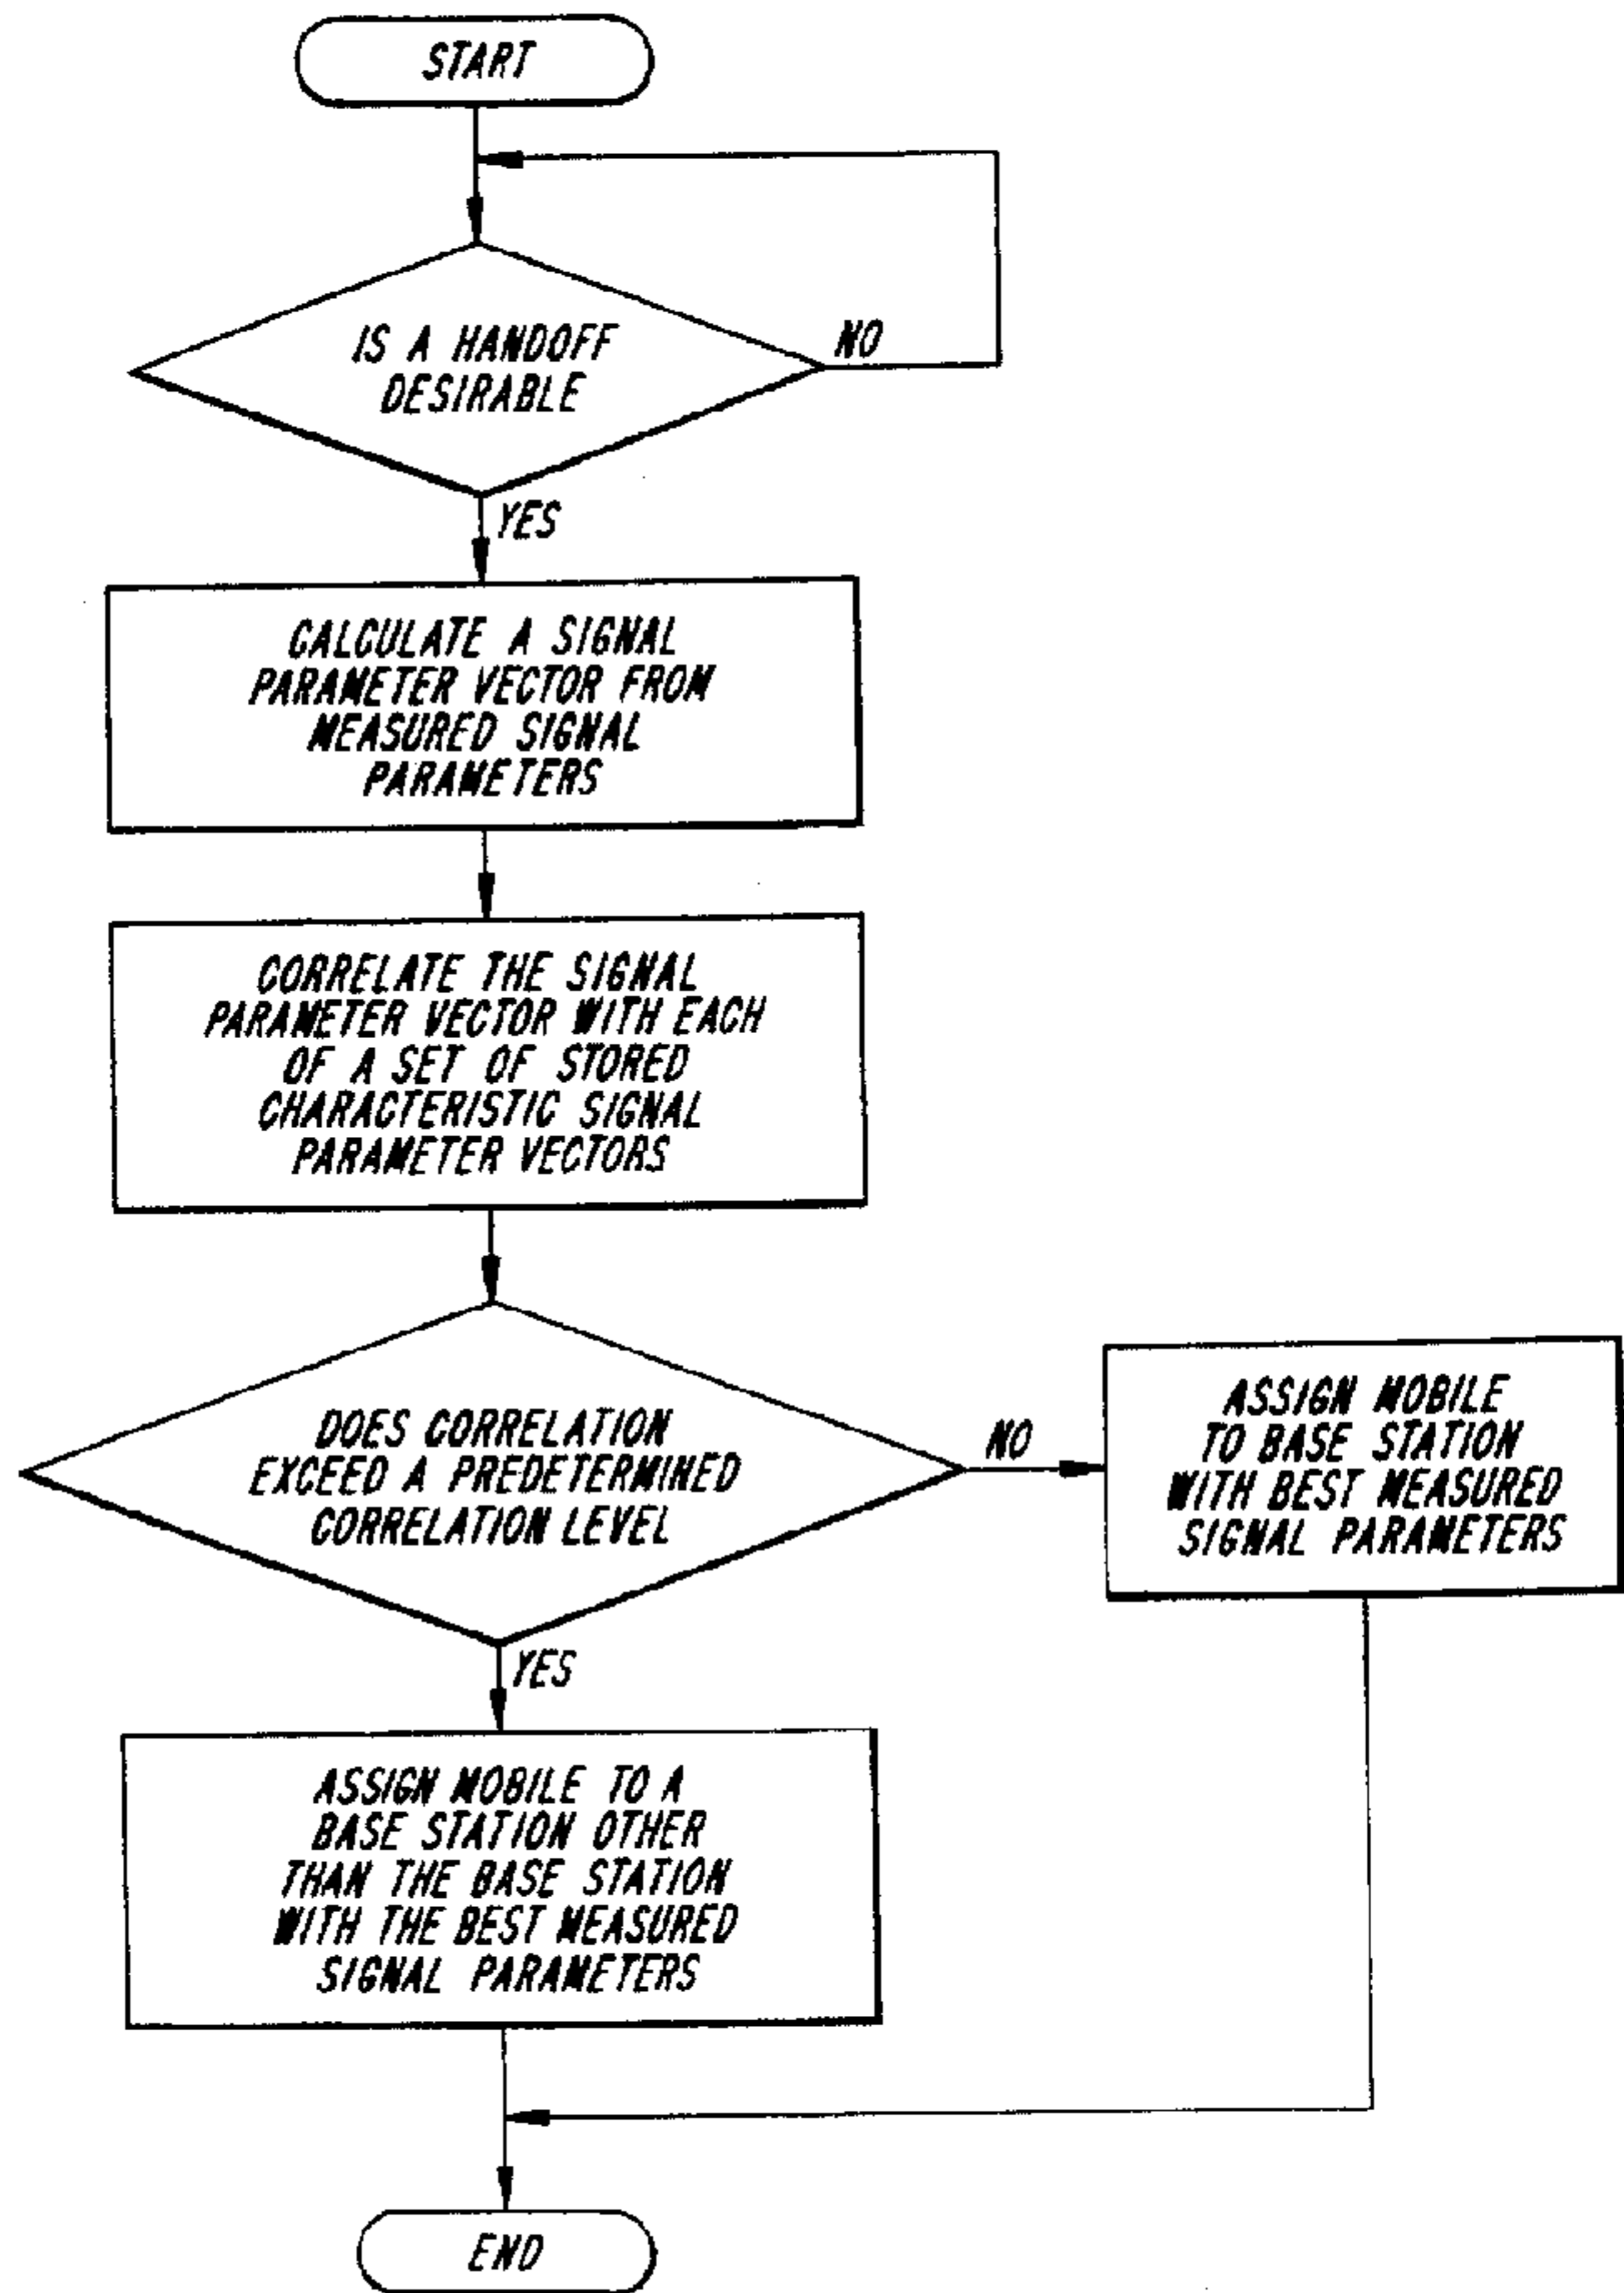 START
IS A HANDOFF
DESIRABLE
NO
YES
CALCULATE A SIGNAL
PARAMETER VECTOR FROM
MEASURED SIGNAL
PARAMETERS
CORRELATE THE SIGNAL
PARAMETER VECTOR WITH EACH
OF A SET OF STORED
CHARACTERISTIC SIGNAL
PARAMETER VECTORS
DOES CORRELATION
EXCEED A PREDETERMINED
CORRELATION LEVEL
NO
ASSIGN MOBILE
TO BASE STATION
WITH BEST MEASURED
SIGNAL PARAMETERS
YES
ASSIGN MOBILE TO A
BASE STATION OTHER
THAN THE BASE STATION
WITH THE BEST MEASURED
SIGNAL PARAMETERS
END